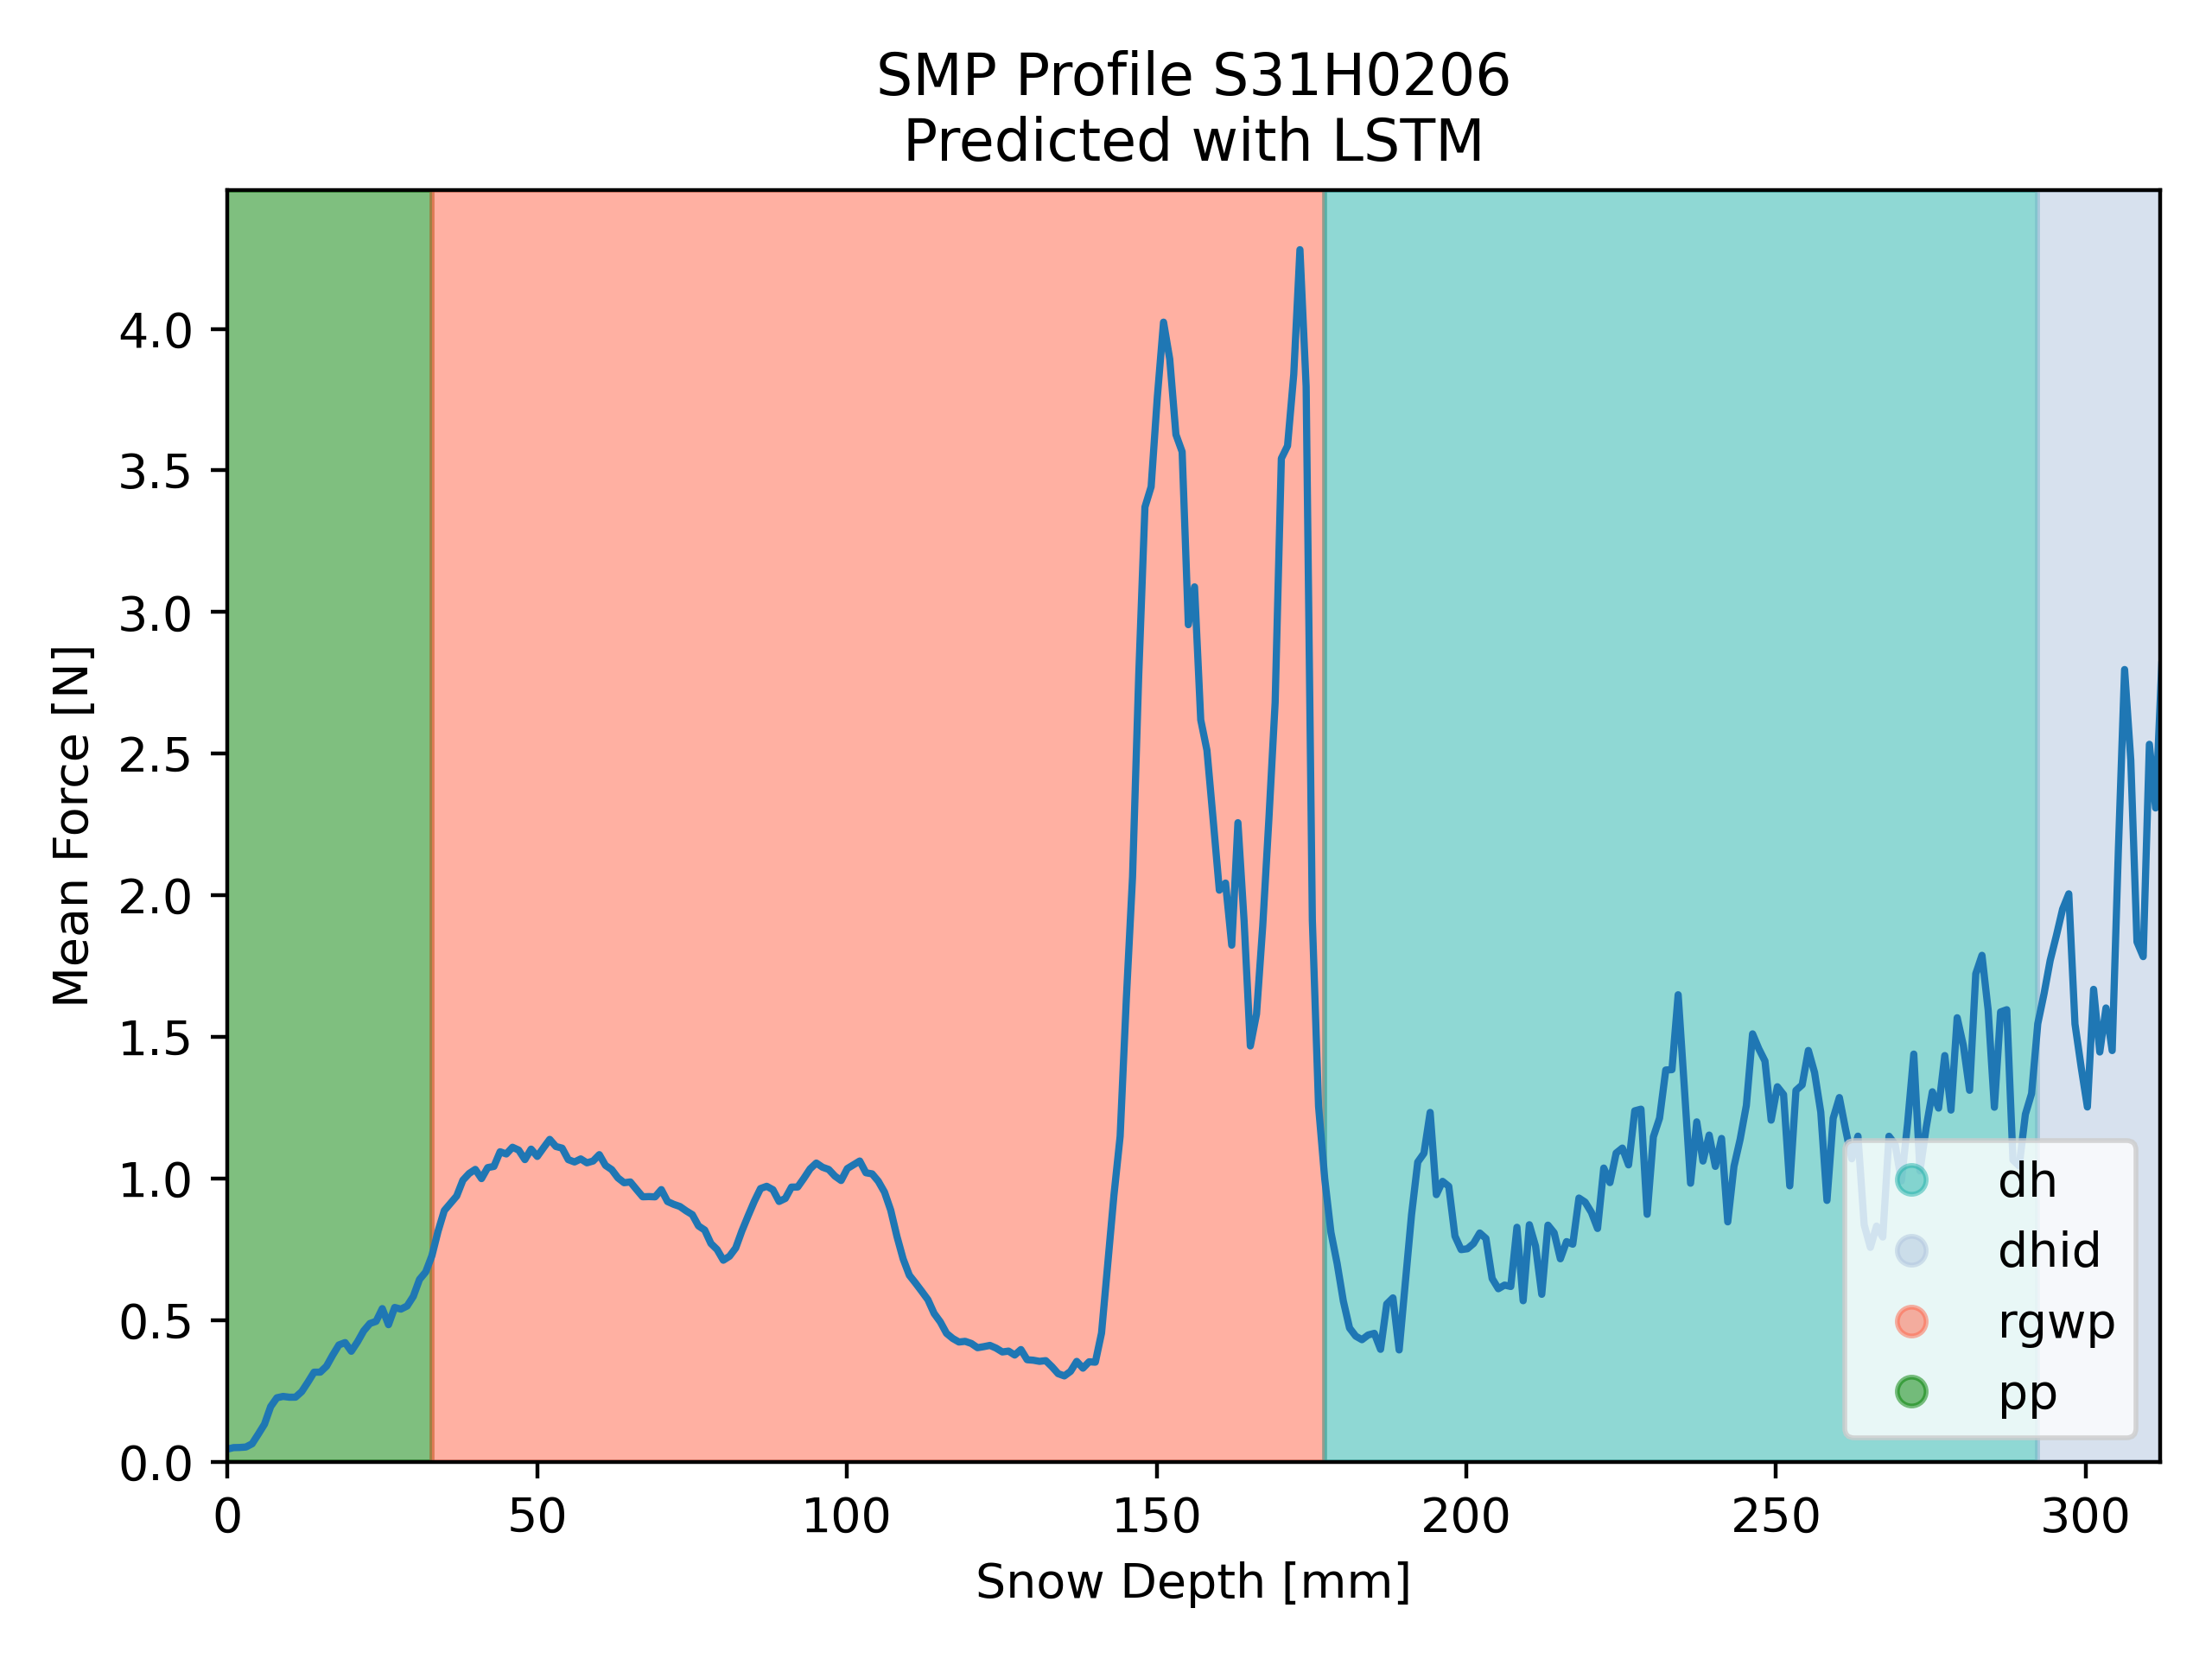 SMP Profile S31H0206
Predicted with LSTM
Mean Force [N]
4.0
3.5
3.0
2.5
2.0
1.5
1.0
0.5
0.0
dh
dhid
rgwp
pp
0 50 100 150 200 250 300
Snow Depth [mm]